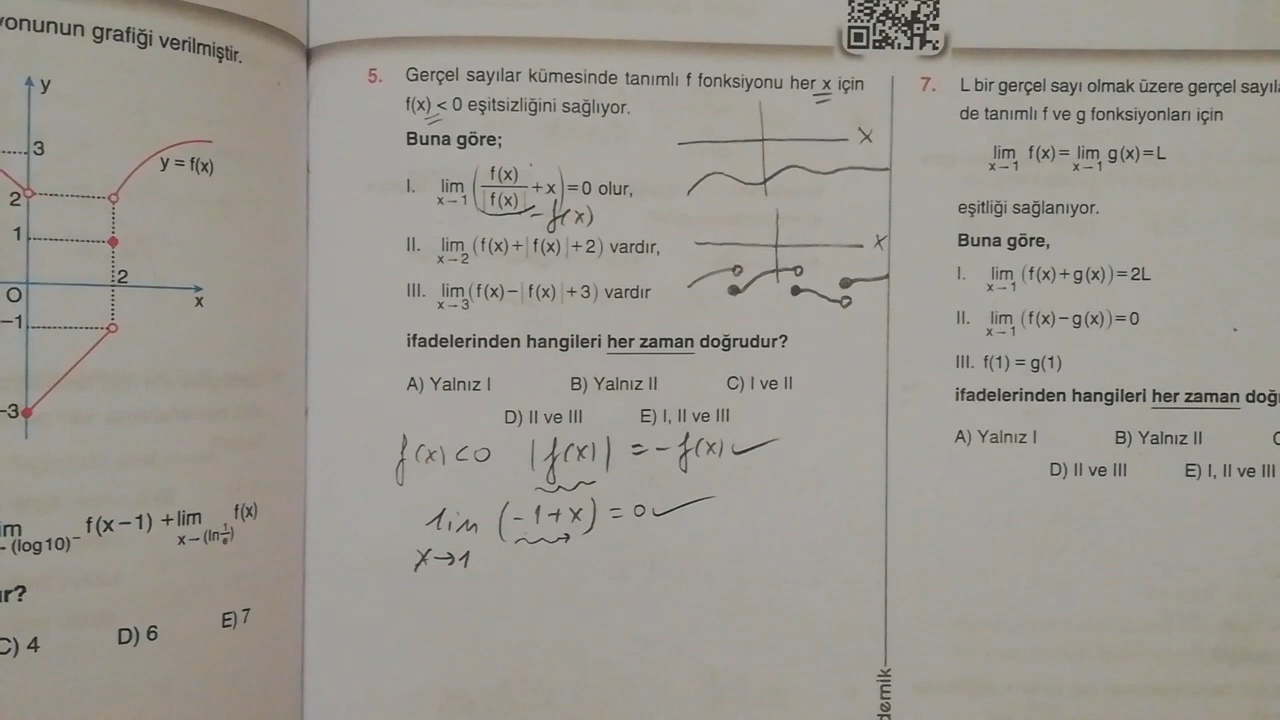 yonunun grafiği verilmiştir.
y
3
y = f(x)
2
1
O
2
x
-1
-3
f(x-1) + lim f(x)
(log10)⁻ x→(ln 1/e)
ır?
C) 4 D) 6 E) 7
5. Gerçel sayılar kümesinde tanımlı f fonksiyonu her x için
f(x) < 0 eşitsizliğini sağlıyor.
Buna göre;
I. lim x→1 (f(x)/|f(x)| + x) = 0 olur,
-f(x)
II. lim x→2 (f(x)+|f(x)|+2) vardır,
III. lim x→3 (f(x)-|f(x)|+3) vardır
ifadelerinden hangileri her zaman doğrudur?
A) Yalnız I B) Yalnız II C) I ve II
D) II ve III E) I, II ve III
x
x
f(x)<0 |f(x)| = -f(x)
lim x→1 (-1+x) = 0
demik
7. L bir gerçel sayı olmak üzere gerçel
de tanımlı f ve g fonksiyonları için
lim x→1 f(x) = lim x→1 g(x) = L
eşitliği sağlanıyor.
Buna göre,
I. lim x→1 (f(x)+g(x)) = 2L
II. lim x→1 (f(x)-g(x)) = 0
III. f(1) = g(1)
ifadelerinden hangileri her zaman doğ
A) Yalnız I B) Yalnız II
D) II ve III E) I, II ve III